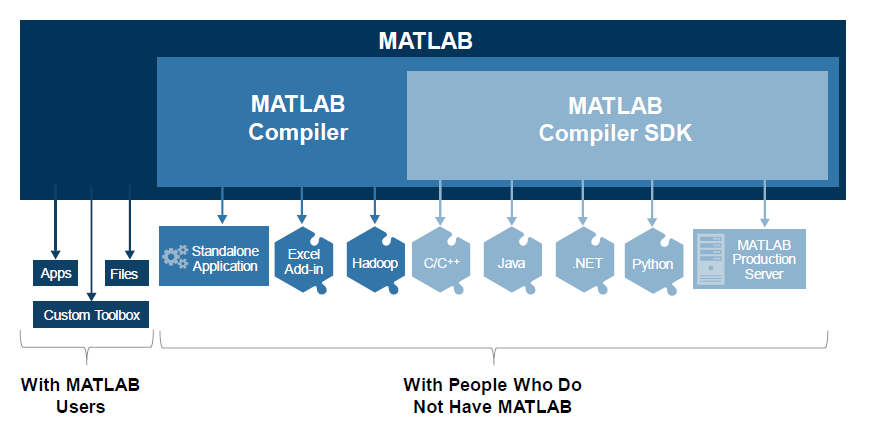 MATLAB
MATLAB
Compiler
MATLAB
Compiler SDK
Apps
Files
Custom Toolbox
Standalone
Application
Excel
Add-in
Hadoop
C/C++
Java
.NET
Python
MATLAB
Production
Server
With MATLAB
Users
With People Who Do
Not Have MATLAB